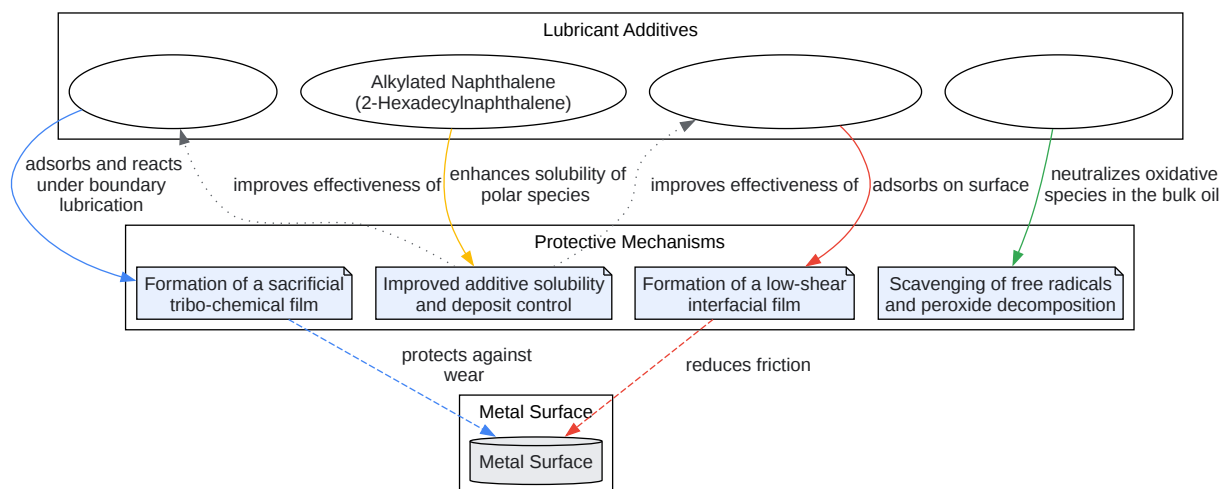 Lubricant Additives
Alkylated Naphthalene
(2-Hexadecylnaphthalene)
adsorbs and reacts
under boundary
lubrication
improves effectiveness of
enhances solubility of
polar species
improves effectiveness of
adsorbs on surface
neutralizes oxidative
species in the bulk oil
Protective Mechanisms
Formation of a sacrificial
tribo-chemical film
Improved additive solubility
and deposit control
Formation of a low-shear
interfacial film
Scavenging of free radicals
and peroxide decomposition
protects against
wear
reduces friction
Metal Surface
Metal Surface